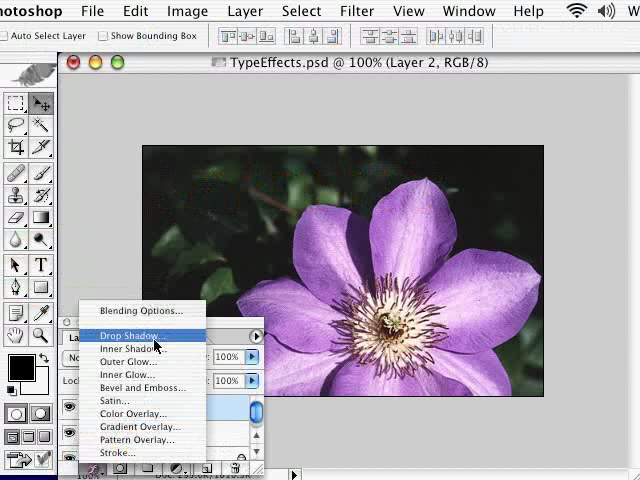 hotoshop File Edit Image Layer Select Filter View Window Help
Auto Select Layer Show Bounding Box
TypeEffects.psd @ 100% (Layer 2, RGB/8)
Blending Options...
Drop Shadow...
Inner Shadow...
Outer Glow...
100%
Inner Glow...
100%
Bevel and Emboss...
Satin...
Color Overlay...
Gradient Overlay...
Pattern Overlay...
Stroke...
100%